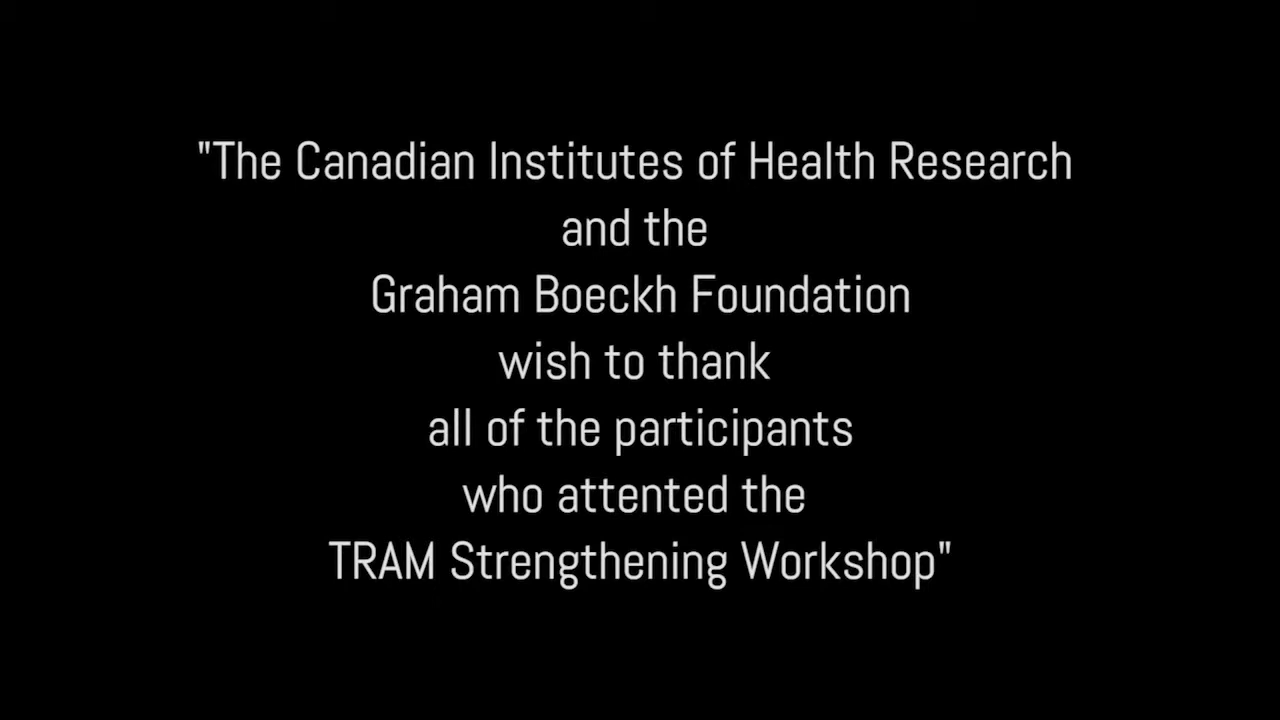 "The Canadian Institutes of Health Research
and the
Graham Boeckh Foundation
wish to thank
all of the participants
who attented the
TRAM Strengthening Workshop"